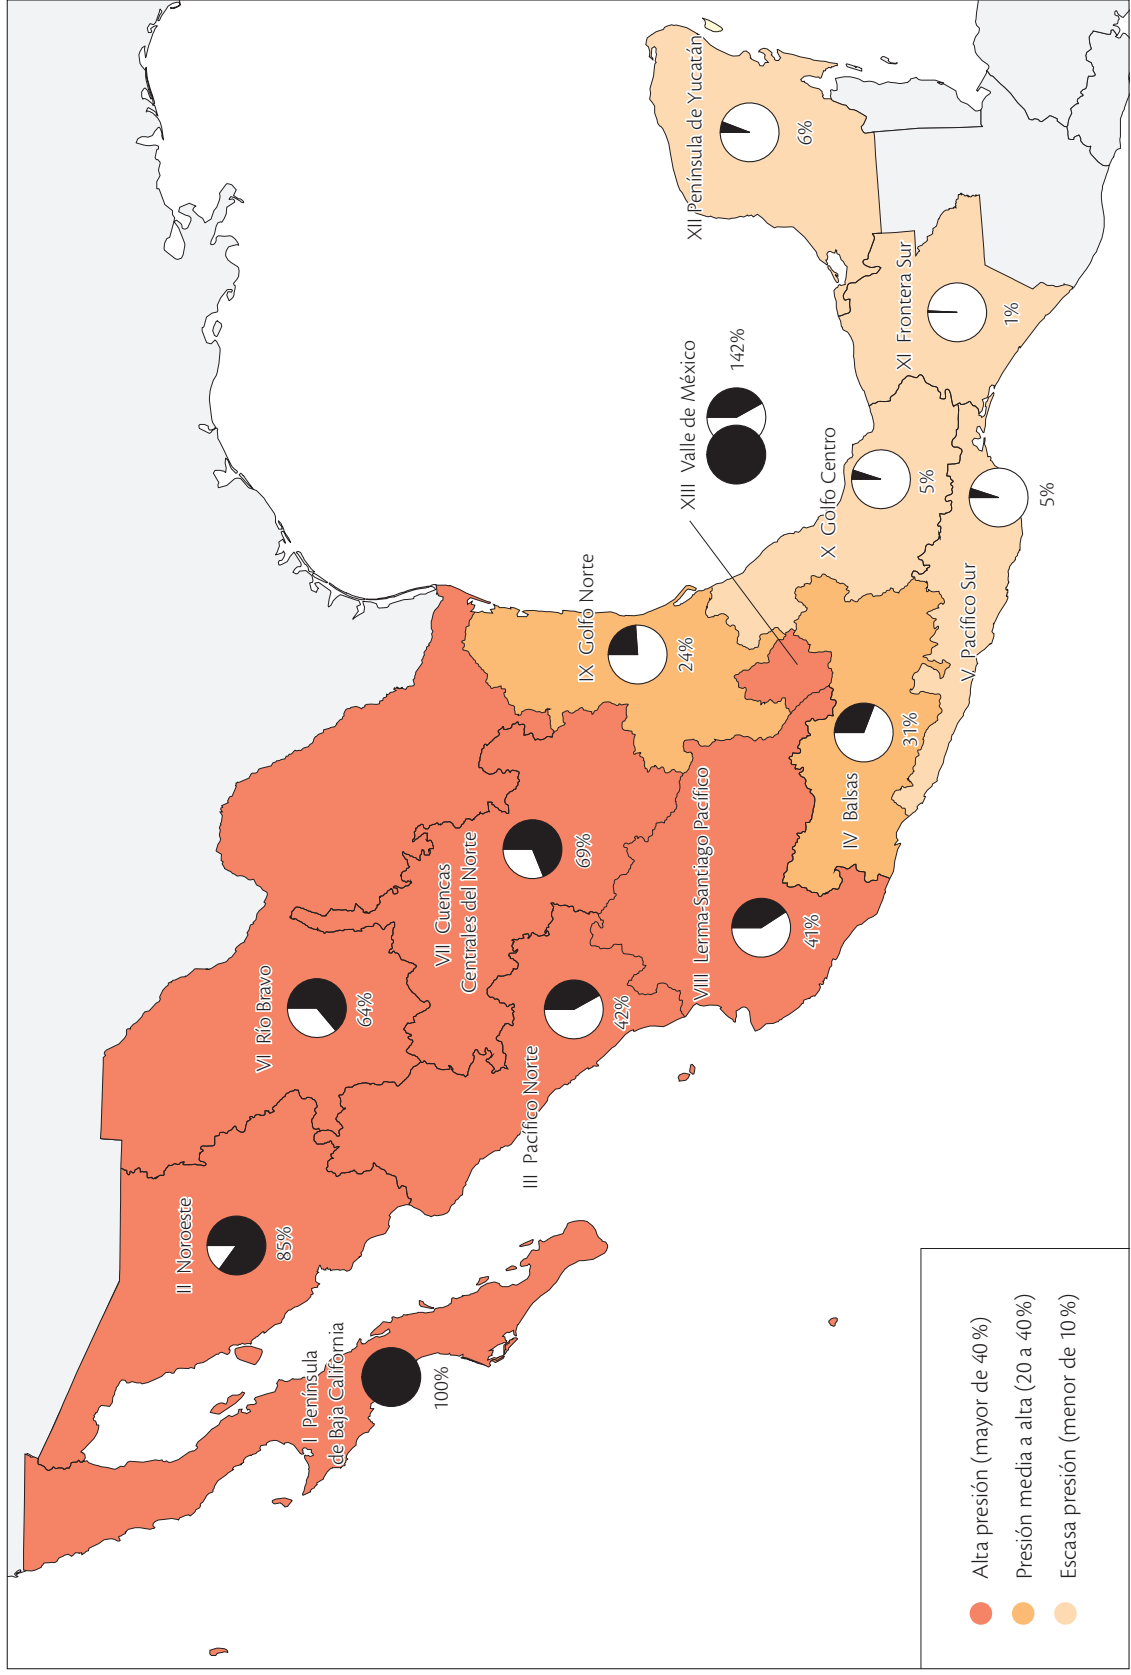 I Península
de Baja California
100%
II Noroeste
85%
III Pacífico Norte
42%
IV Balsas
31%
V Pacífico Sur
5%
VI Río Bravo
64%
VII Cuencas
Centrales del Norte
69%
VIII Lerma-Santiago Pacífico
41%
IX Golfo Norte
24%
X Golfo Centro
5%
XI Frontera Sur
1%
XII Península de Yucatán
6%
XIII Valle de México
142%
Alta presión (mayor de 40%)
Presión media a alta (20 a 40%)
Escasa presión (menor de 10%)